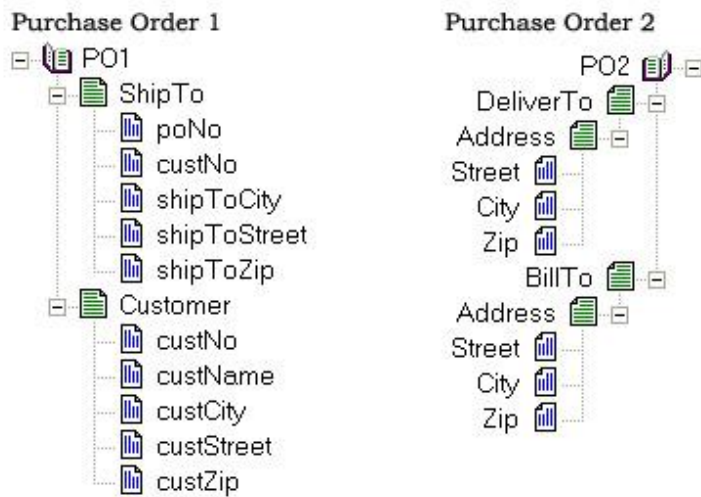 Purchase Order 1
PO1
ShipTo
poNo
custNo
shipToCity
shipToStreet
shipToZip
Customer
custNo
custName
custCity
custStreet
custZip
Purchase Order 2
PO2
DeliverTo
Address
Street
City
Zip
BillTo
Address
Street
City
Zip